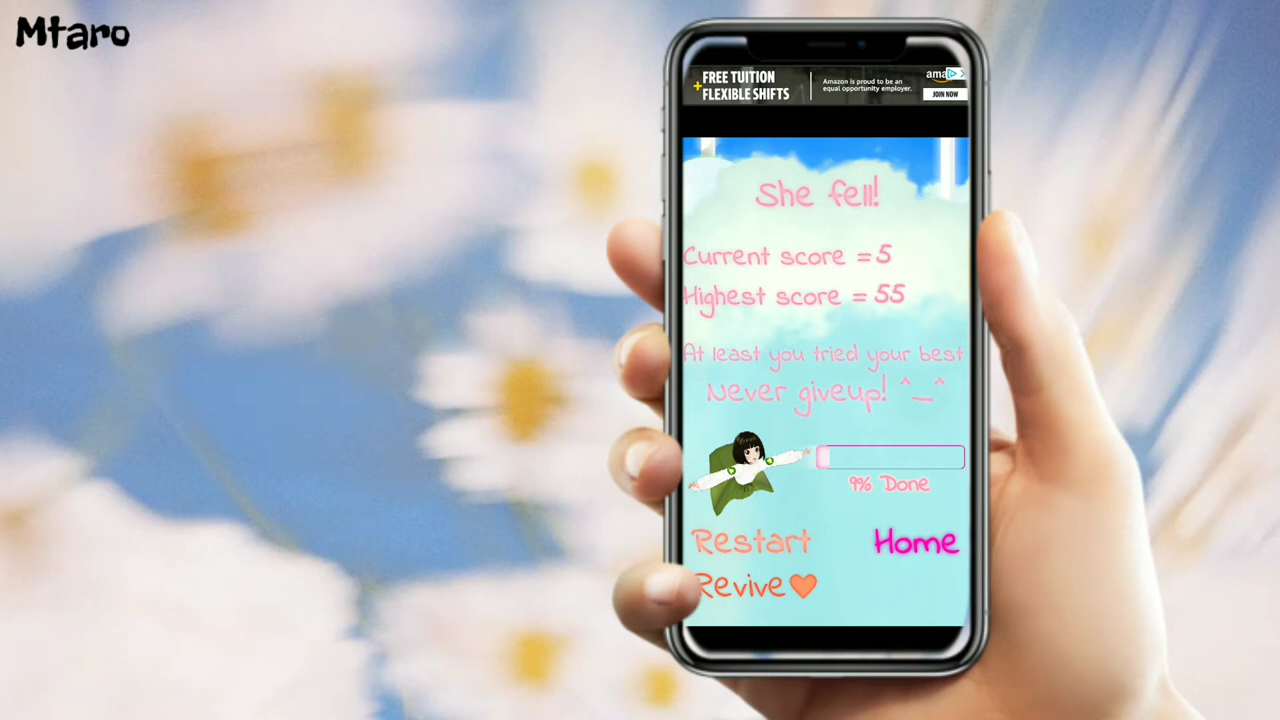 Mtaro
+FREE TUITION
FLEXIBLE SHIFTS
Amazon is proud to be an
equal opportunity employer.
ama
JOIN NOW
She fell!
Current score = 5
Highest score = 55
At least you tried your best
Never giveup! ^_^
9% Done
Restart
Home
Revive